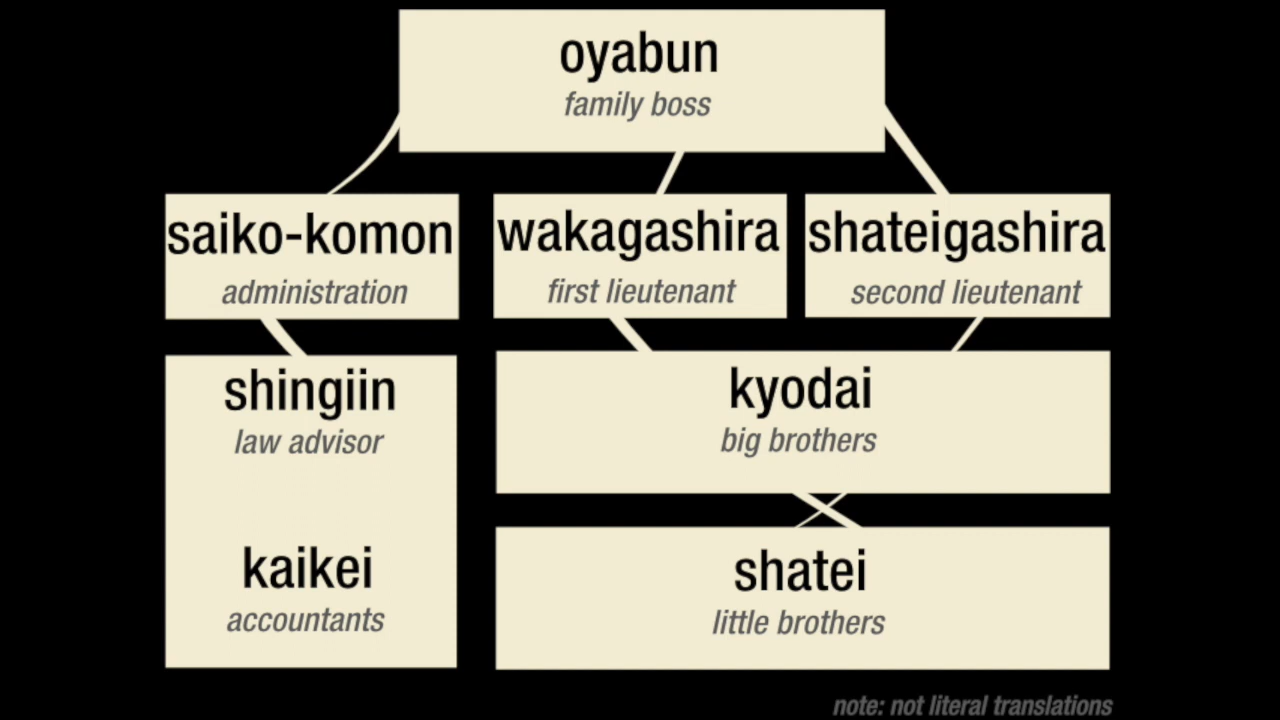 oyabun
family boss
saiko-komon
administration
wakagashira
first lieutenant
shateigashira
second lieutenant
shingiin
law advisor
kaikei
accountants
kyodai
big brothers
shatei
little brothers
note: not literal translations